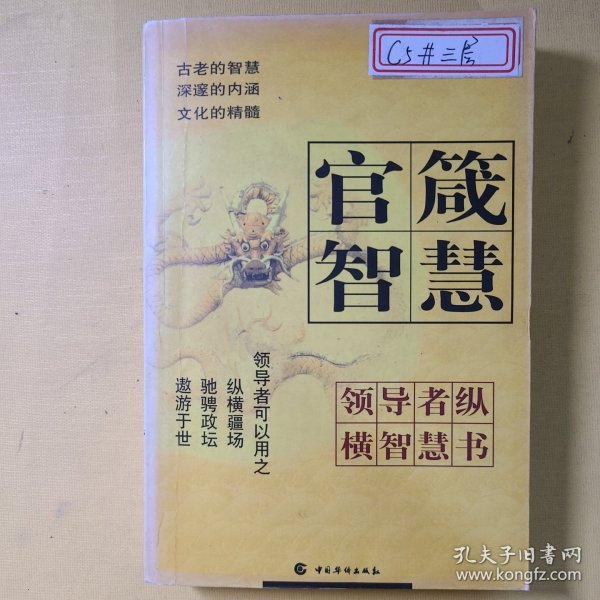 C5#三层
古老的智慧
深邃的内涵
文化的精髓
官箴
智慧
领导者可以用之
纵横疆场
驰骋政坛
遨游于世
领导者纵
横智慧书
中国华侨出版社
孔夫子旧书网
www.kongfz.com